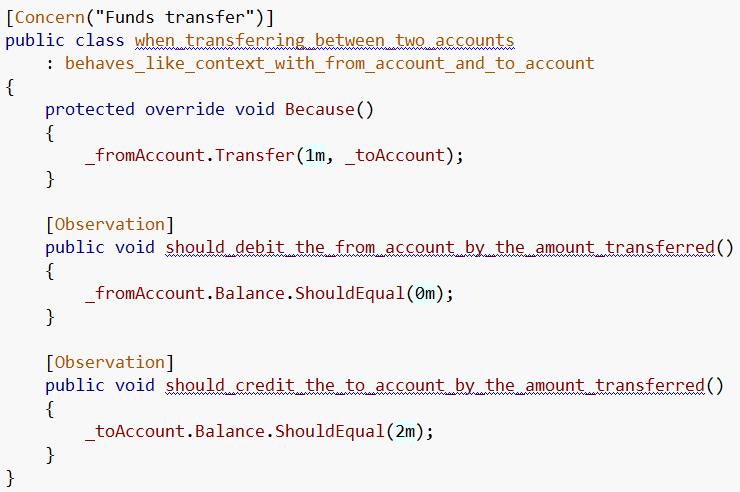 [Concern("Funds transfer")]
public class when_transferring_between_two_accounts
    : behaves_like_context_with_from_account_and_to_account
{
    protected override void Because()
    {
        _fromAccount.Transfer(1m, _toAccount);
    }

    [Observation]
    public void should_debit_the_from_account_by_the_amount_transferred()
    {
        _fromAccount.Balance.ShouldEqual(0m);
    }

    [Observation]
    public void should_credit_the_to_account_by_the_amount_transferred()
    {
        _toAccount.Balance.ShouldEqual(2m);
    }
}